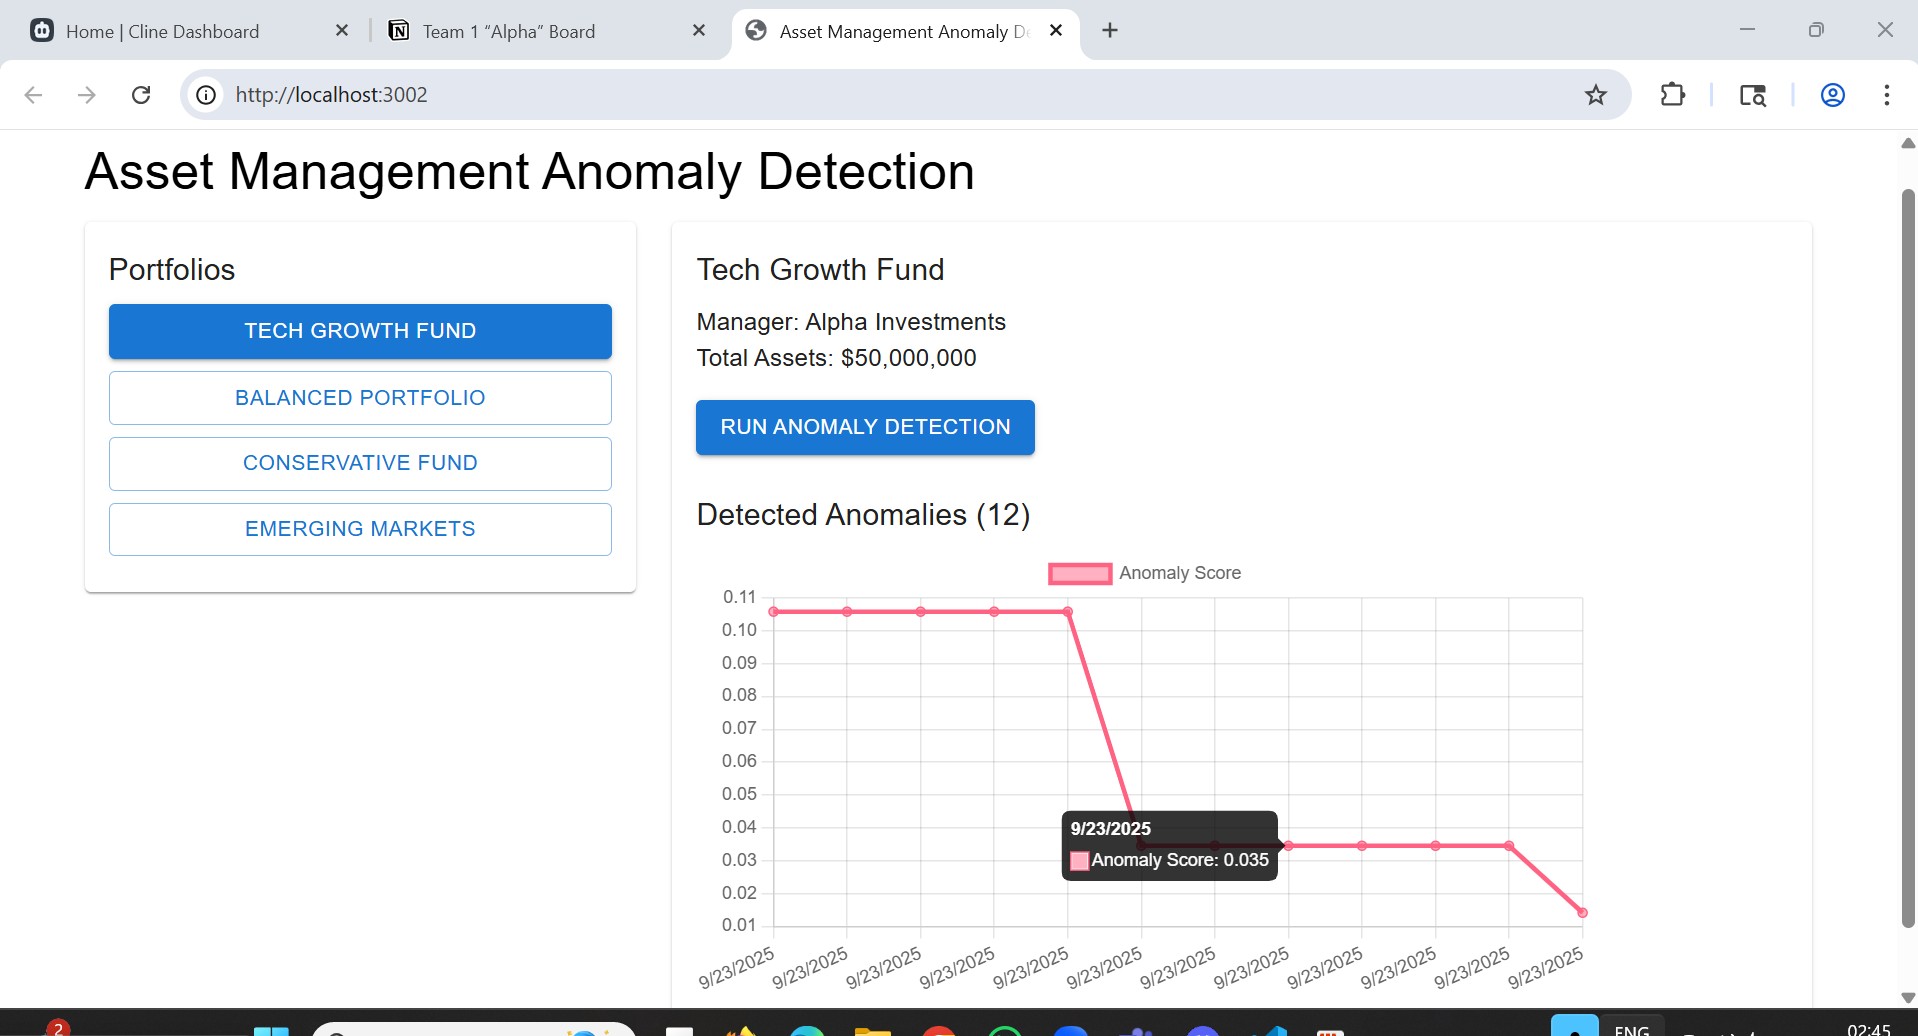 Home | Cline Dashboard
Team 1 “Alpha” Board
Asset Management Anomaly De
http://localhost:3002
Asset Management Anomaly Detection
Portfolios
TECH GROWTH FUND
BALANCED PORTFOLIO
CONSERVATIVE FUND
EMERGING MARKETS
Tech Growth Fund
Manager: Alpha Investments
Total Assets: $50,000,000
RUN ANOMALY DETECTION
Detected Anomalies (12)
Anomaly Score
0.11
0.10
0.09
0.08
0.07
0.06
0.05
0.04
0.03
0.02
0.01
9/23/2025
Anomaly Score: 0.035
9/23/2025 9/23/2025 9/23/2025 9/23/2025 9/23/2025 9/23/2025 9/23/2025 9/23/2025 9/23/2025 9/23/2025 9/23/2025 9/23/2025
2
ENG
02:45